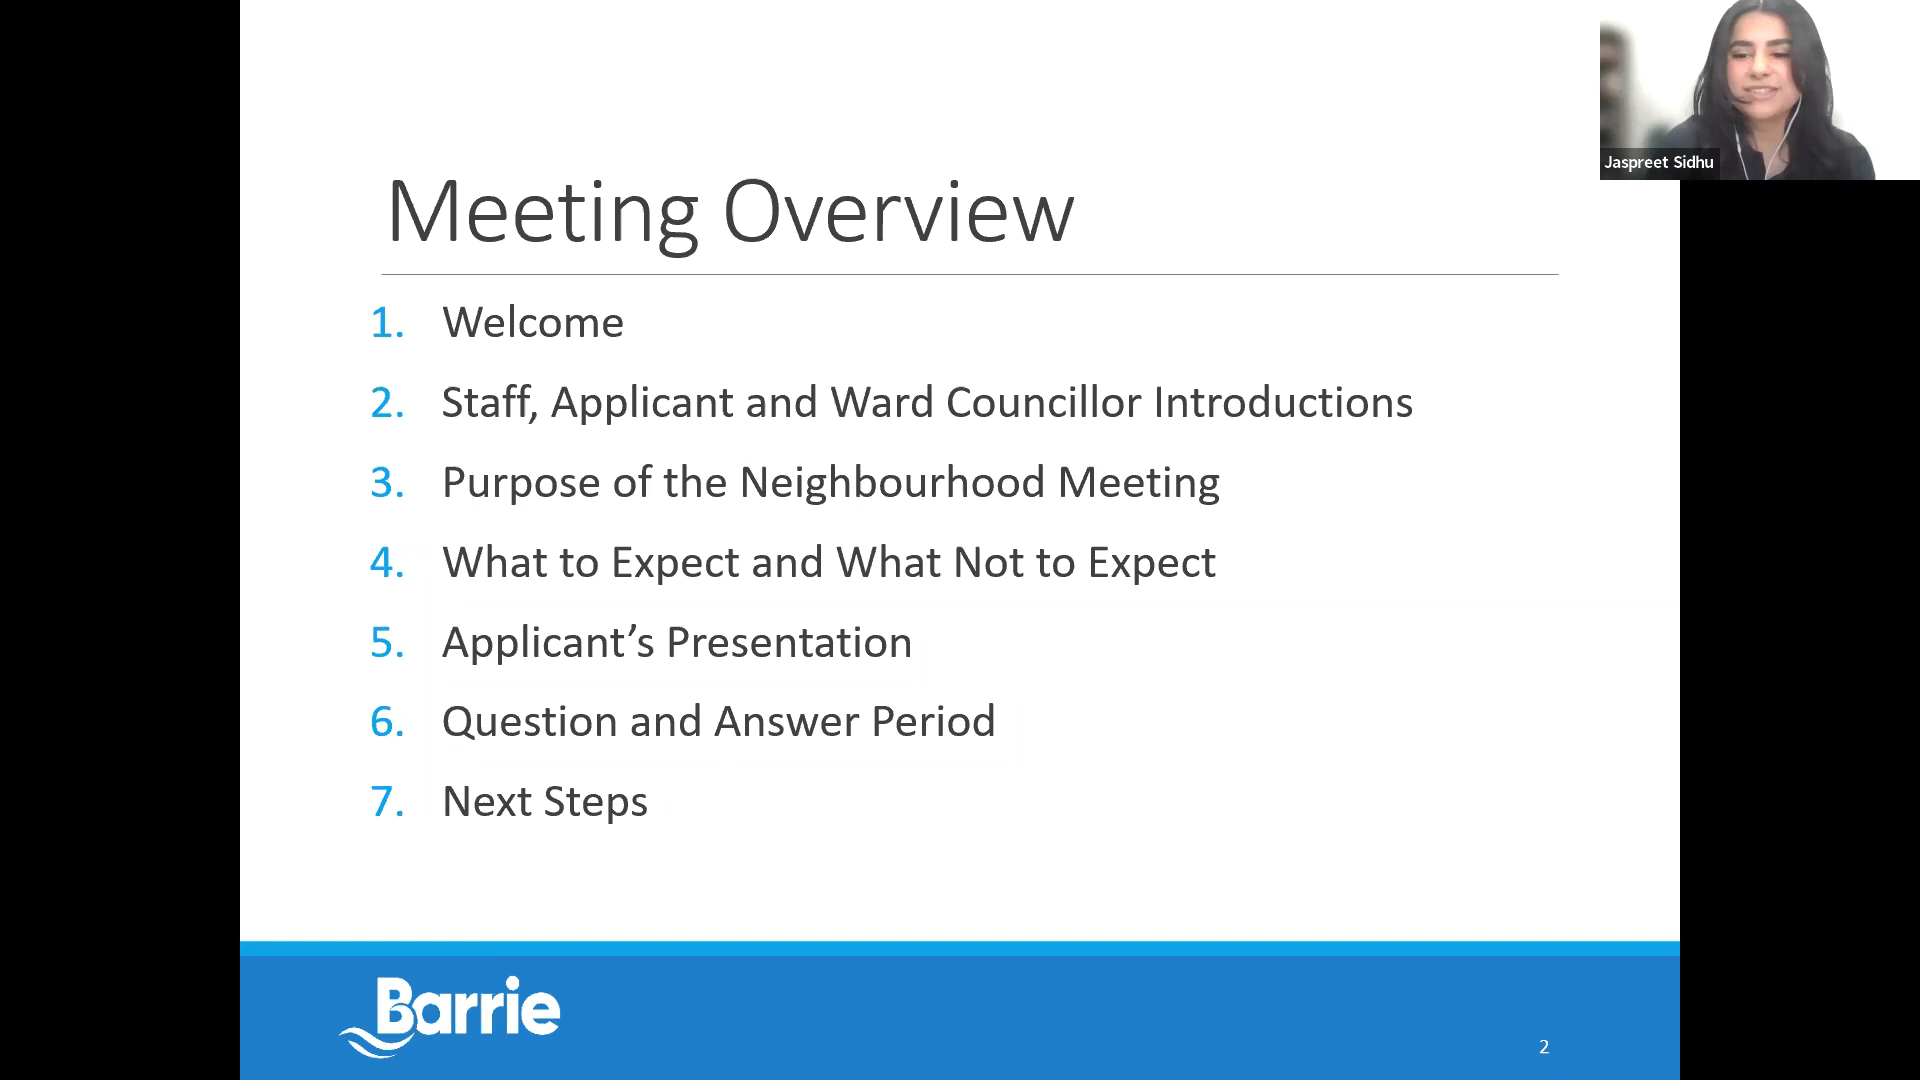 Jaspreet Sidhu
Meeting Overview
1. Welcome
2. Staff, Applicant and Ward Councillor Introductions
3. Purpose of the Neighbourhood Meeting
4. What to Expect and What Not to Expect
5. Applicant’s Presentation
6. Question and Answer Period
7. Next Steps
Barrie
2